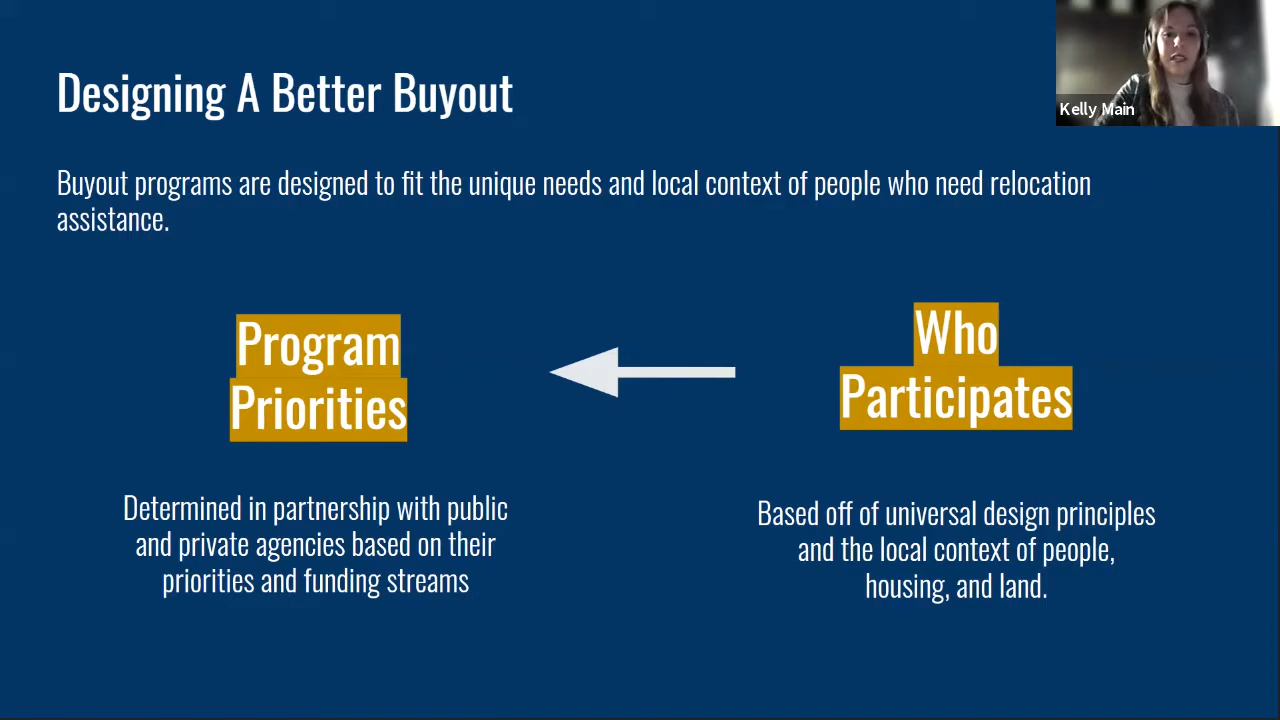 Designing A Better Buyout
Kelly Main
Buyout programs are designed to fit the unique needs and local context of people who need relocation
assistance.
Program
Priorities
Who
Participates
Determined in partnership with public
and private agencies based on their
priorities and funding streams
Based off of universal design principles
and the local context of people,
housing, and land.